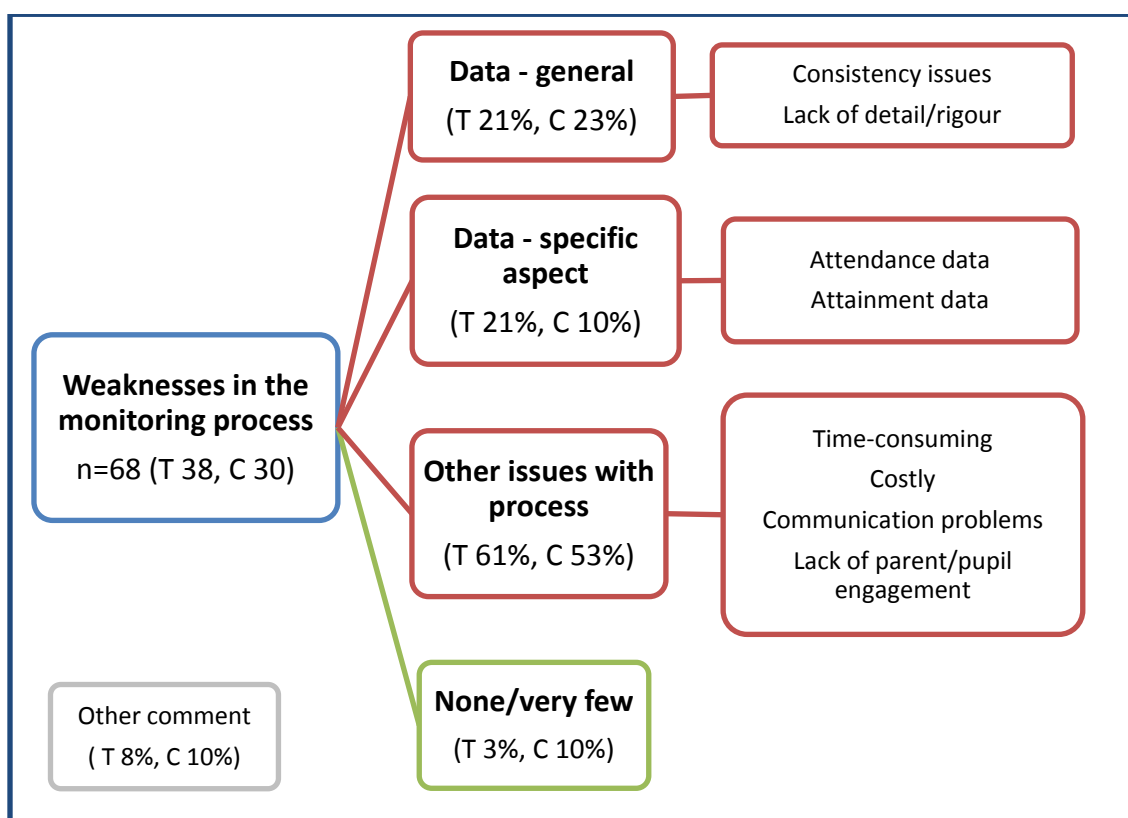 Weaknesses in the
monitoring process
n=68 (T 38, C 30)
Data - general
(T 21%, C 23%)
Consistency issues
Lack of detail/rigour
Data - specific
aspect
(T 21%, C 10%)
Attendance data
Attainment data
Other issues with
process
(T 61%, C 53%)
Time-consuming
Costly
Communication problems
Lack of parent/pupil
engagement
None/very few
(T 3%, C 10%)
Other comment
( T 8%, C 10%)